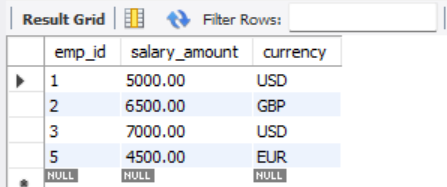 Result Grid Filter Rows:
emp_id salary_amount currency
1 5000.00 USD
2 6500.00 GBP
3 7000.00 USD
5 4500.00 EUR
NULL NULL NULL